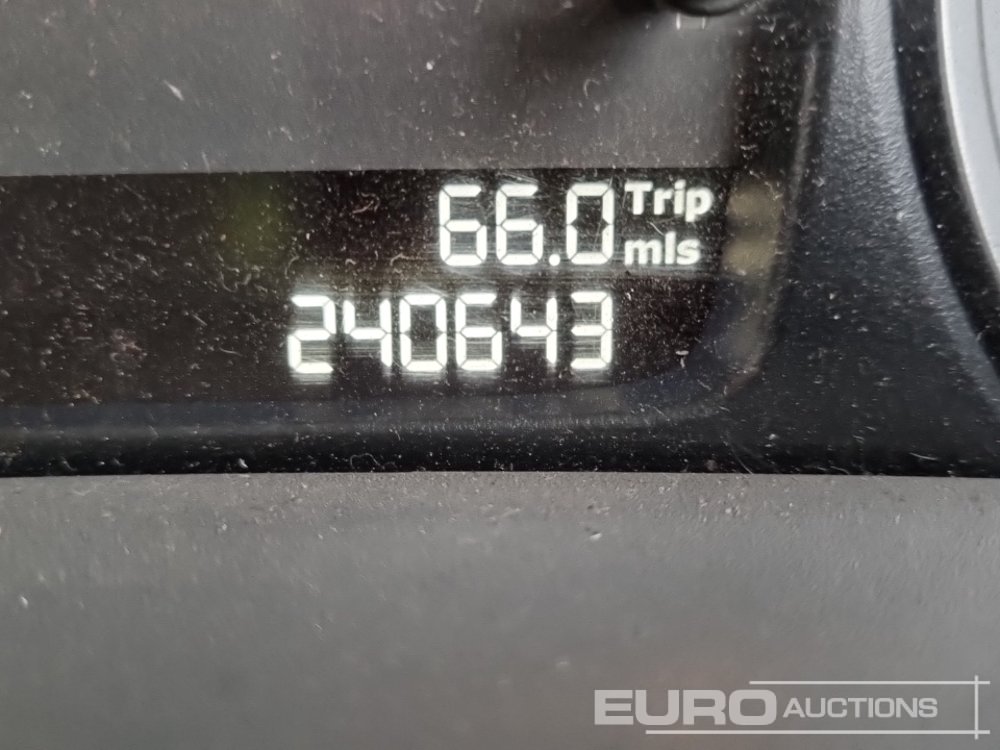 66.0 Trip
mls
240643
EURO AUCTIONS